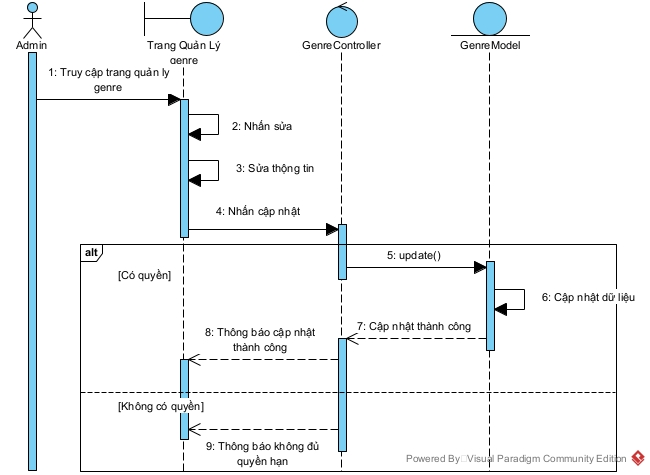 Admin
Trang Quản Lý
genre
GenreController
GenreModel
1: Truy cập trang quản ly
genre
2: Nhấn sửa
3: Sửa thộng tin
4: Nhấn cập nhật
alt
5: update()
[Có quyền]
6: Cập nhật dữ liệu
7: Cập nhật thành công
8: Thông báo cập nhật
thành công
[Không có quyền]
9: Thông báo không đủ
quyền hạn
Powered By Visual Paradigm Community Edition